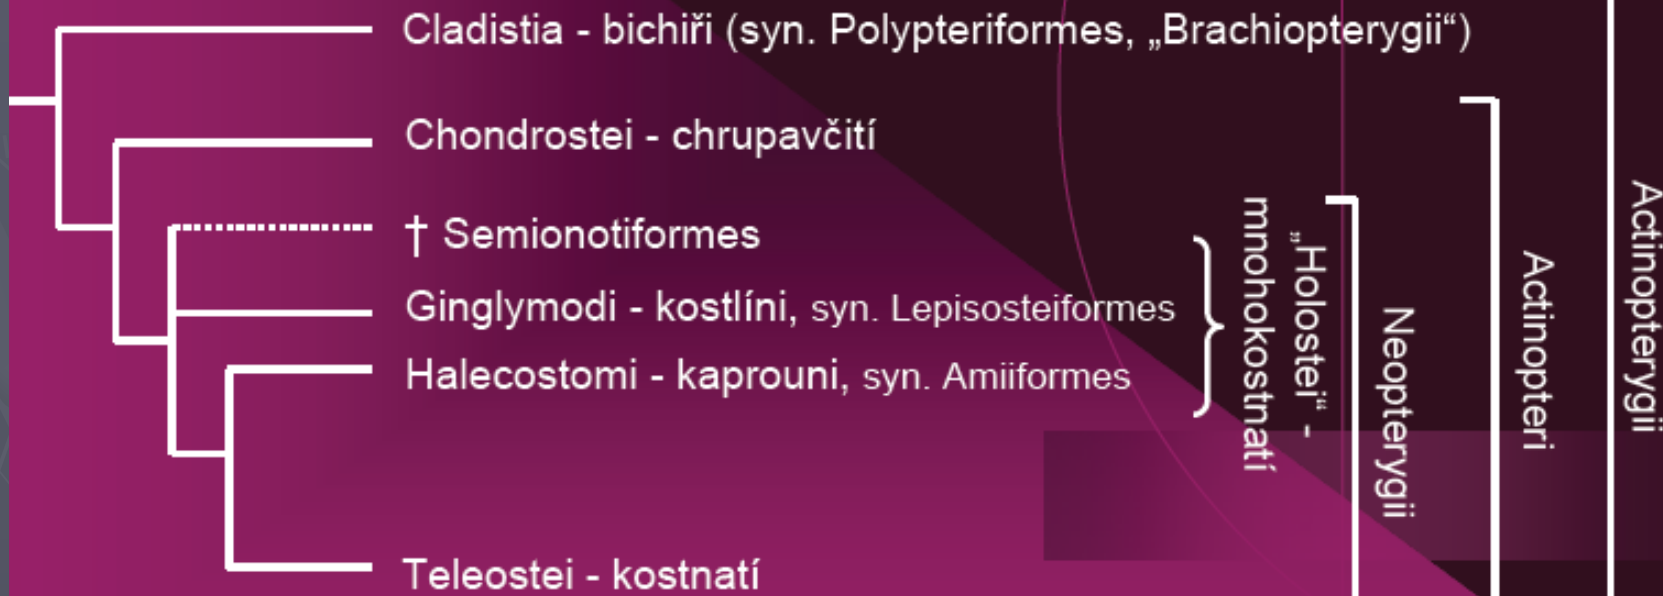 Cladistia - bichiři (syn. Polypteriformes, „Brachiopterygii“)
Chondrostei - chrupavčití
† Semionotiformes
Ginglymodi - kostlíni, syn. Lepisosteiformes
Halecostomi - kaprouni, syn. Amiiformes
Teleostei - kostnatí
„Holostei“ -
mnohokostnatí
Neopterygii
Actinopteri
Actinopterygii